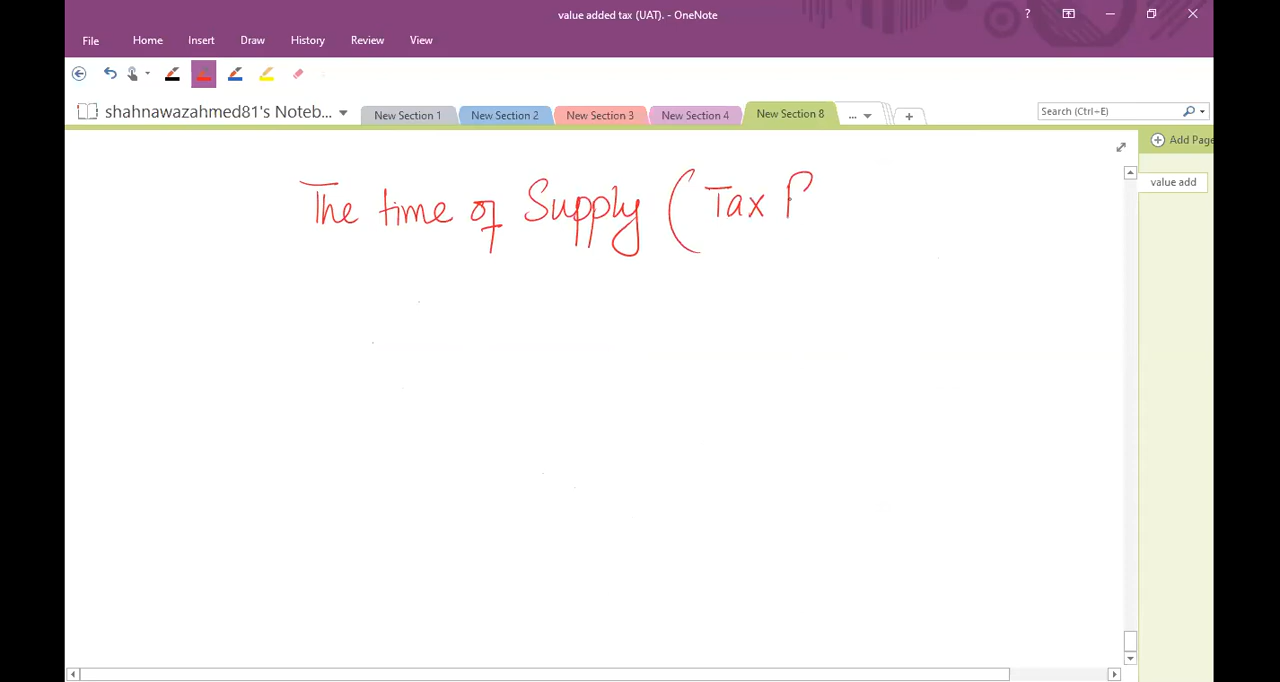 value added tax (UAT). - OneNote
?
File Home Insert Draw History Review View
shahnawazahmed81's Noteb... New Section 1 New Section 2 New Section 3 New Section 4 New Section 8 ... + Search (Ctrl+E)
Add Page
value add
The time of Supply ( Tax P